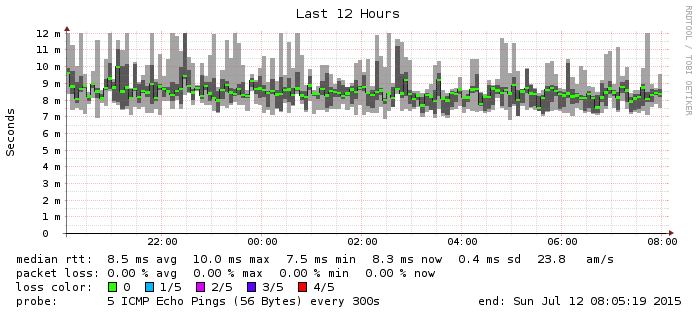 Last 12 Hours
RRDTOOL / TOBI OETIKER
Seconds
12 m
11 m
10 m
9 m
8 m
7 m
6 m
5 m
4 m
3 m
2 m
1 m
0
22:00 00:00 02:00 04:00 06:00 08:00
median rtt: 8.5 ms avg 10.0 ms max 7.5 ms min 8.3 ms now 0.4 ms sd 23.8 am/s
packet loss: 0.00 % avg 0.00 % max 0.00 % min 0.00 % now
loss color: 0 1/5 2/5 3/5 4/5
probe: 5 ICMP Echo Pings (56 Bytes) every 300s end: Sun Jul 12 08:05:19 2015